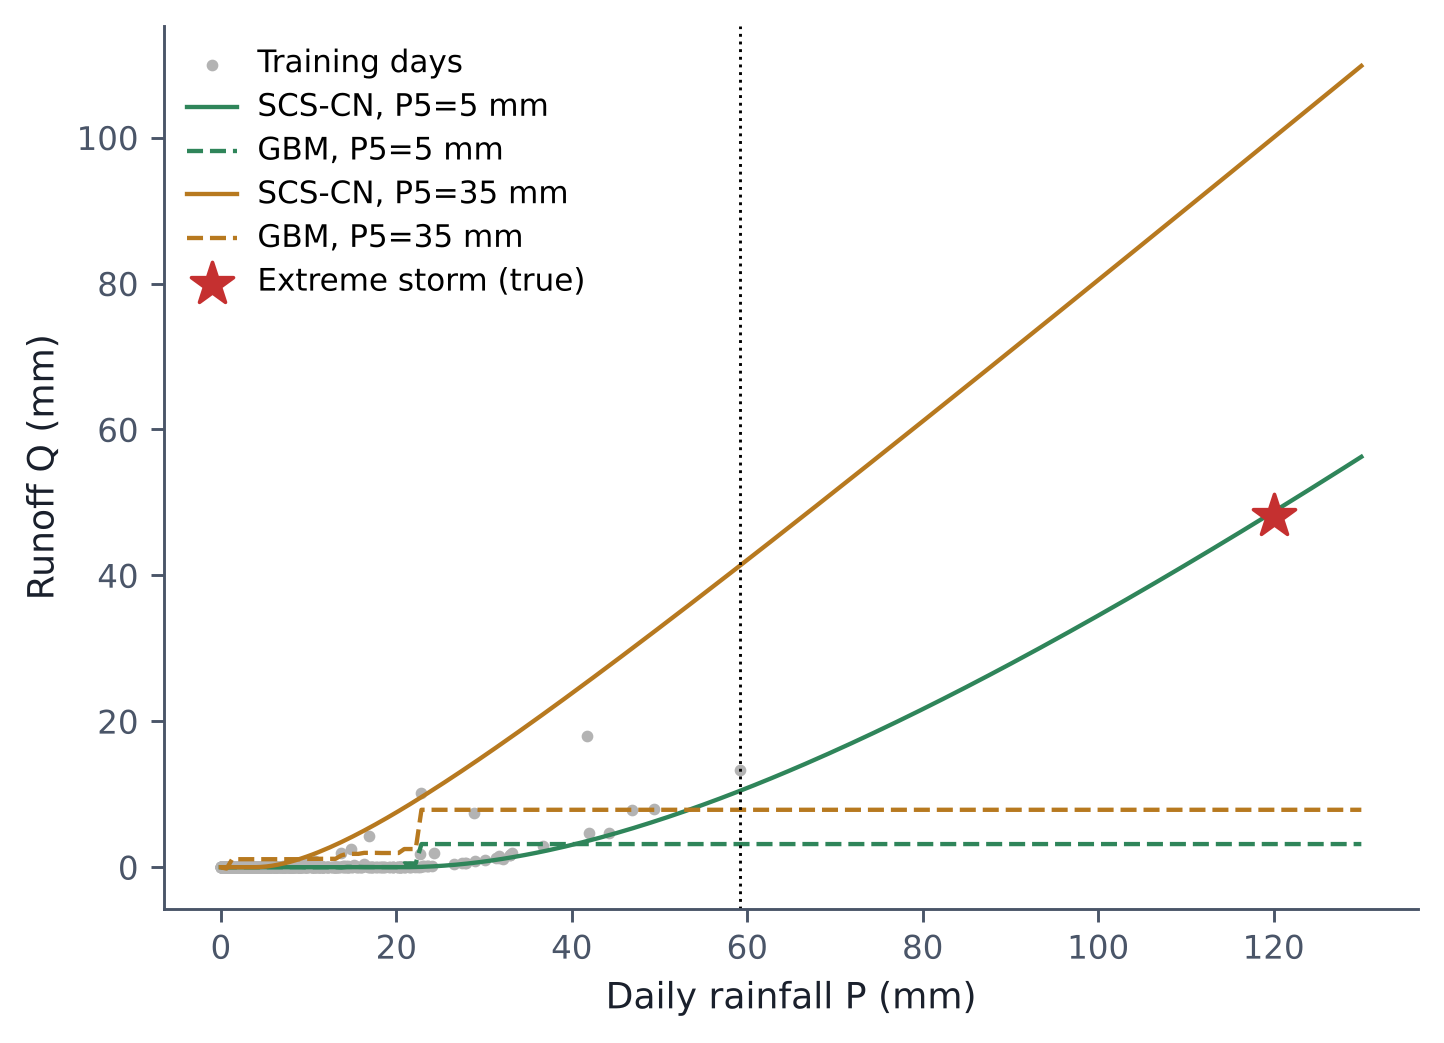 Training days
SCS-CN, P5=5 mm
GBM, P5=5 mm
SCS-CN, P5=35 mm
GBM, P5=35 mm
Extreme storm (true)
Runoff Q (mm)
100
80
60
40
20
0
0 20 40 60 80 100 120
Daily rainfall P (mm)